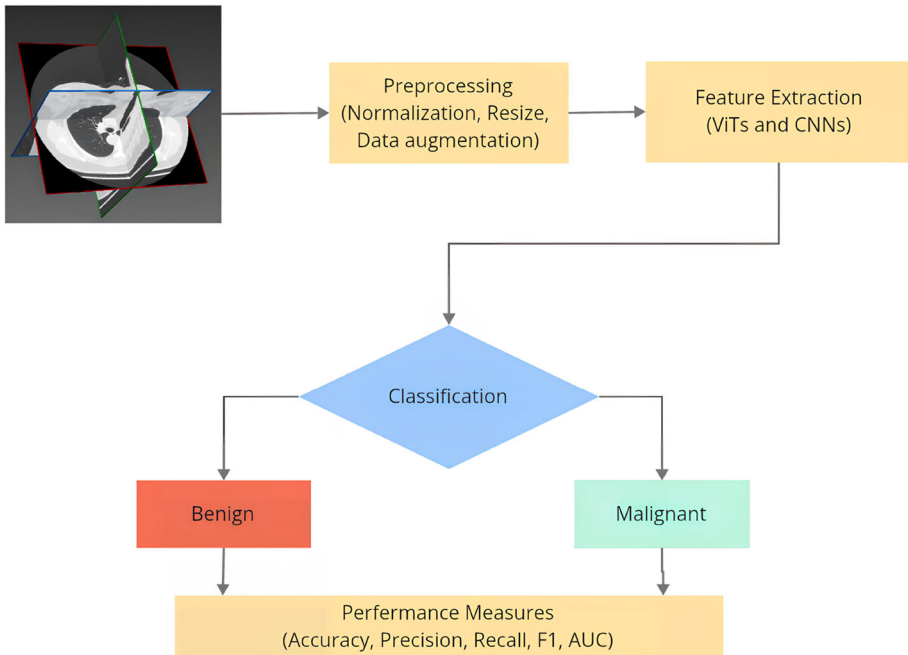 Preprocessing
(Normalization, Resize,
Data augmentation)
Feature Extraction
(ViTs and CNNs)
Classification
Benign
Malignant
Perfermance Measures
(Accuracy, Precision, Recall, F1, AUC)